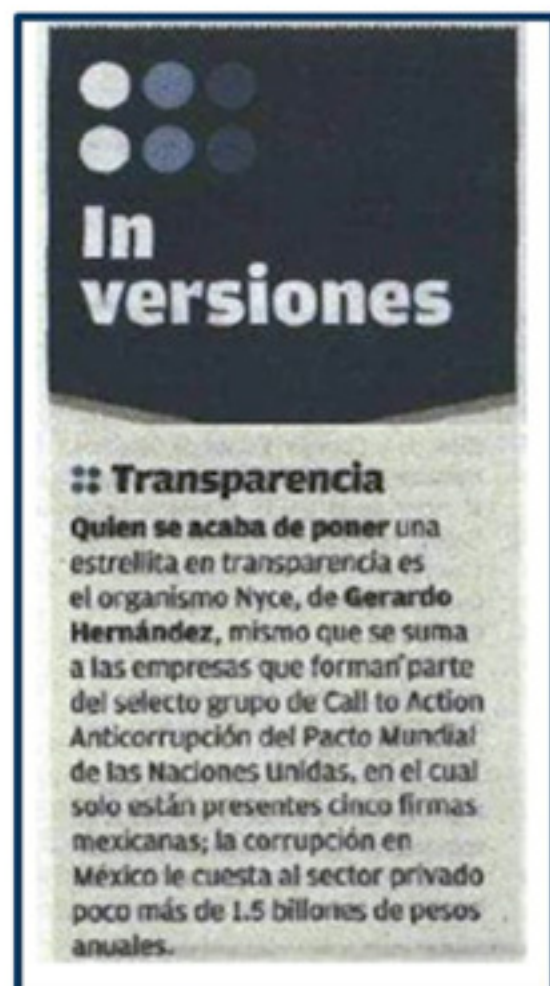 In
versiones
Transparencia
Quien se acaba de poner una
estrellita en transparencia es
el organismo Nyce, de Gerardo
Hernández, mismo que se suma
a las empresas que forman parte
del selecto grupo de Call to Action
Anticorrupción del Pacto Mundial
de las Naciones Unidas, en el cual
solo están presentes cinco firmas
mexicanas; la corrupción en
México le cuesta al sector privado
poco más de 1.5 billones de pesos
anuales.